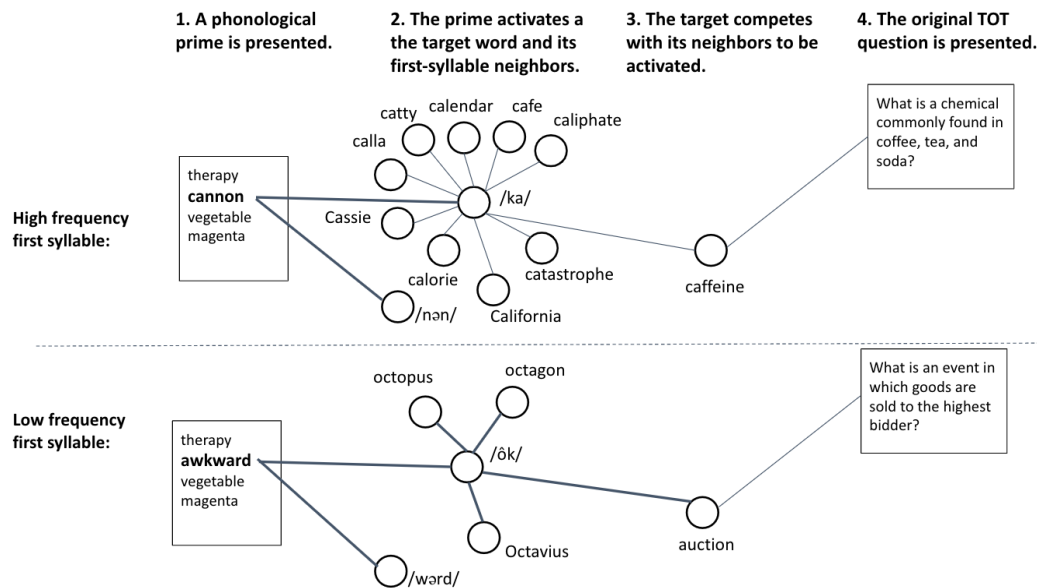 1. A phonological
prime is presented.
2. The prime activates a
the target word and its
first-syllable neighbors.
3. The target competes
with its neighbors to be
activated.
4. The original TOT
question is presented.
High frequency
first syllable:
therapy
cannon
vegetable
magenta
calla
catty
calendar
cafe
caliphate
Cassie
/ka/
calorie
catastrophe
California
/nən/
caffeine
What is a chemical
commonly found in
coffee, tea, and
soda?
Low frequency
first syllable:
therapy
awkward
vegetable
magenta
octopus
octagon
/ôk/
Octavius
/wərd/
auction
What is an event in
which goods are
sold to the highest
bidder?